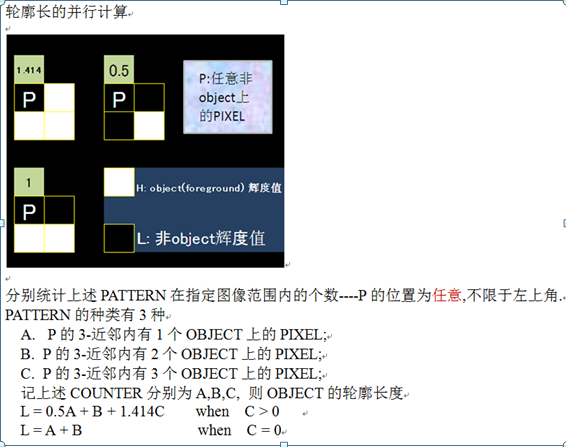 轮廓长的并行计算
1.414
0.5
P
P
P:任意非
object上
的PIXEL
1
P
H: object(foreground) 辉度值
L: 非object辉度值
分别统计上述 PATTERN 在指定图像范围内的个数----P 的位置为任意,不限于左上角.
PATTERN 的种类有 3 种
A. P 的 3-近邻内有 1 个 OBJECT 上的 PIXEL;
B. P 的 3-近邻内有 2 个 OBJECT 上的 PIXEL;
C. P 的 3-近邻内有 3 个 OBJECT 上的 PIXEL;
记上述 COUNTER 分别为 A,B,C, 则 OBJECT 的轮廓长度
L = 0.5A + B + 1.414C when C > 0
L = A + B when C = 0